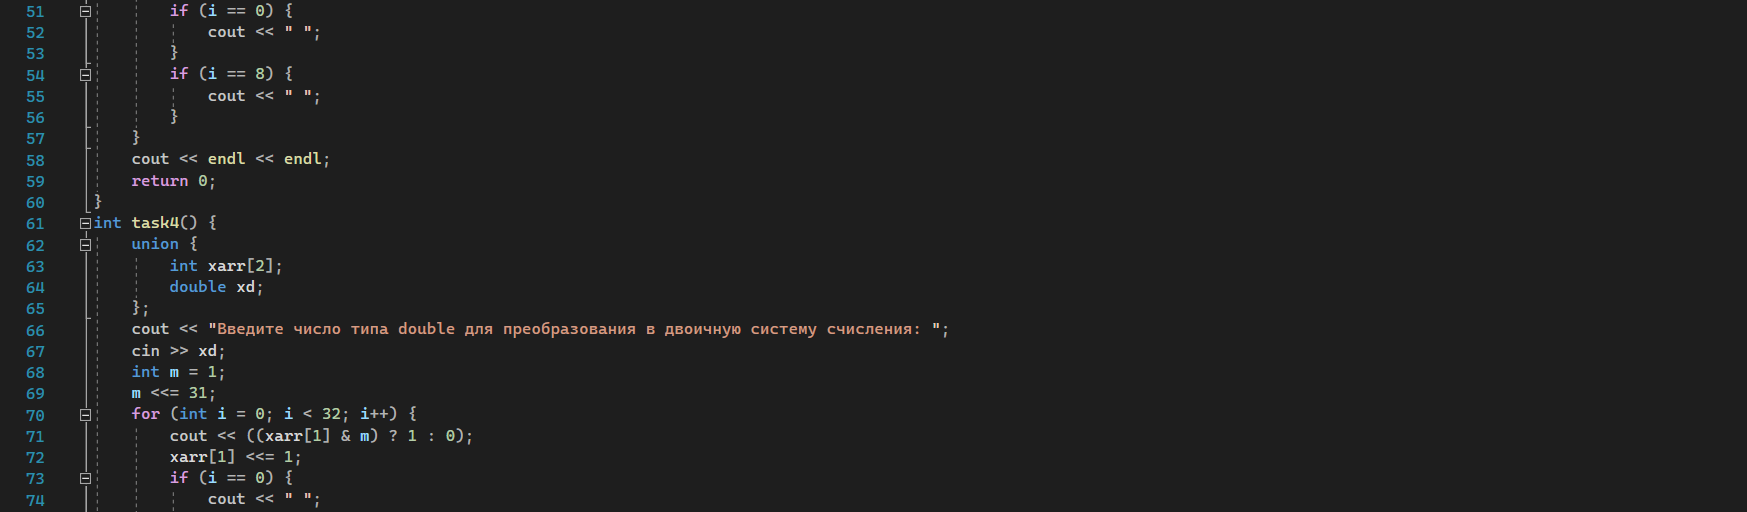 51 if (i == 0) {
52 cout << " ";
53 }
54 if (i == 8) {
55 cout << " ";
56 }
57 }
58 cout << endl << endl;
59 return 0;
60 }
61 int task4() {
62 union {
63 int xarr[2];
64 double xd;
65 };
66 cout << "Введите число типа double для преобразования в двоичную систему счисления: ";
67 cin >> xd;
68 int m = 1;
69 m <<= 31;
70 for (int i = 0; i < 32; i++) {
71 cout << ((xarr[1] & m) ? 1 : 0);
72 xarr[1] <<= 1;
73 if (i == 0) {
74 cout << " ";